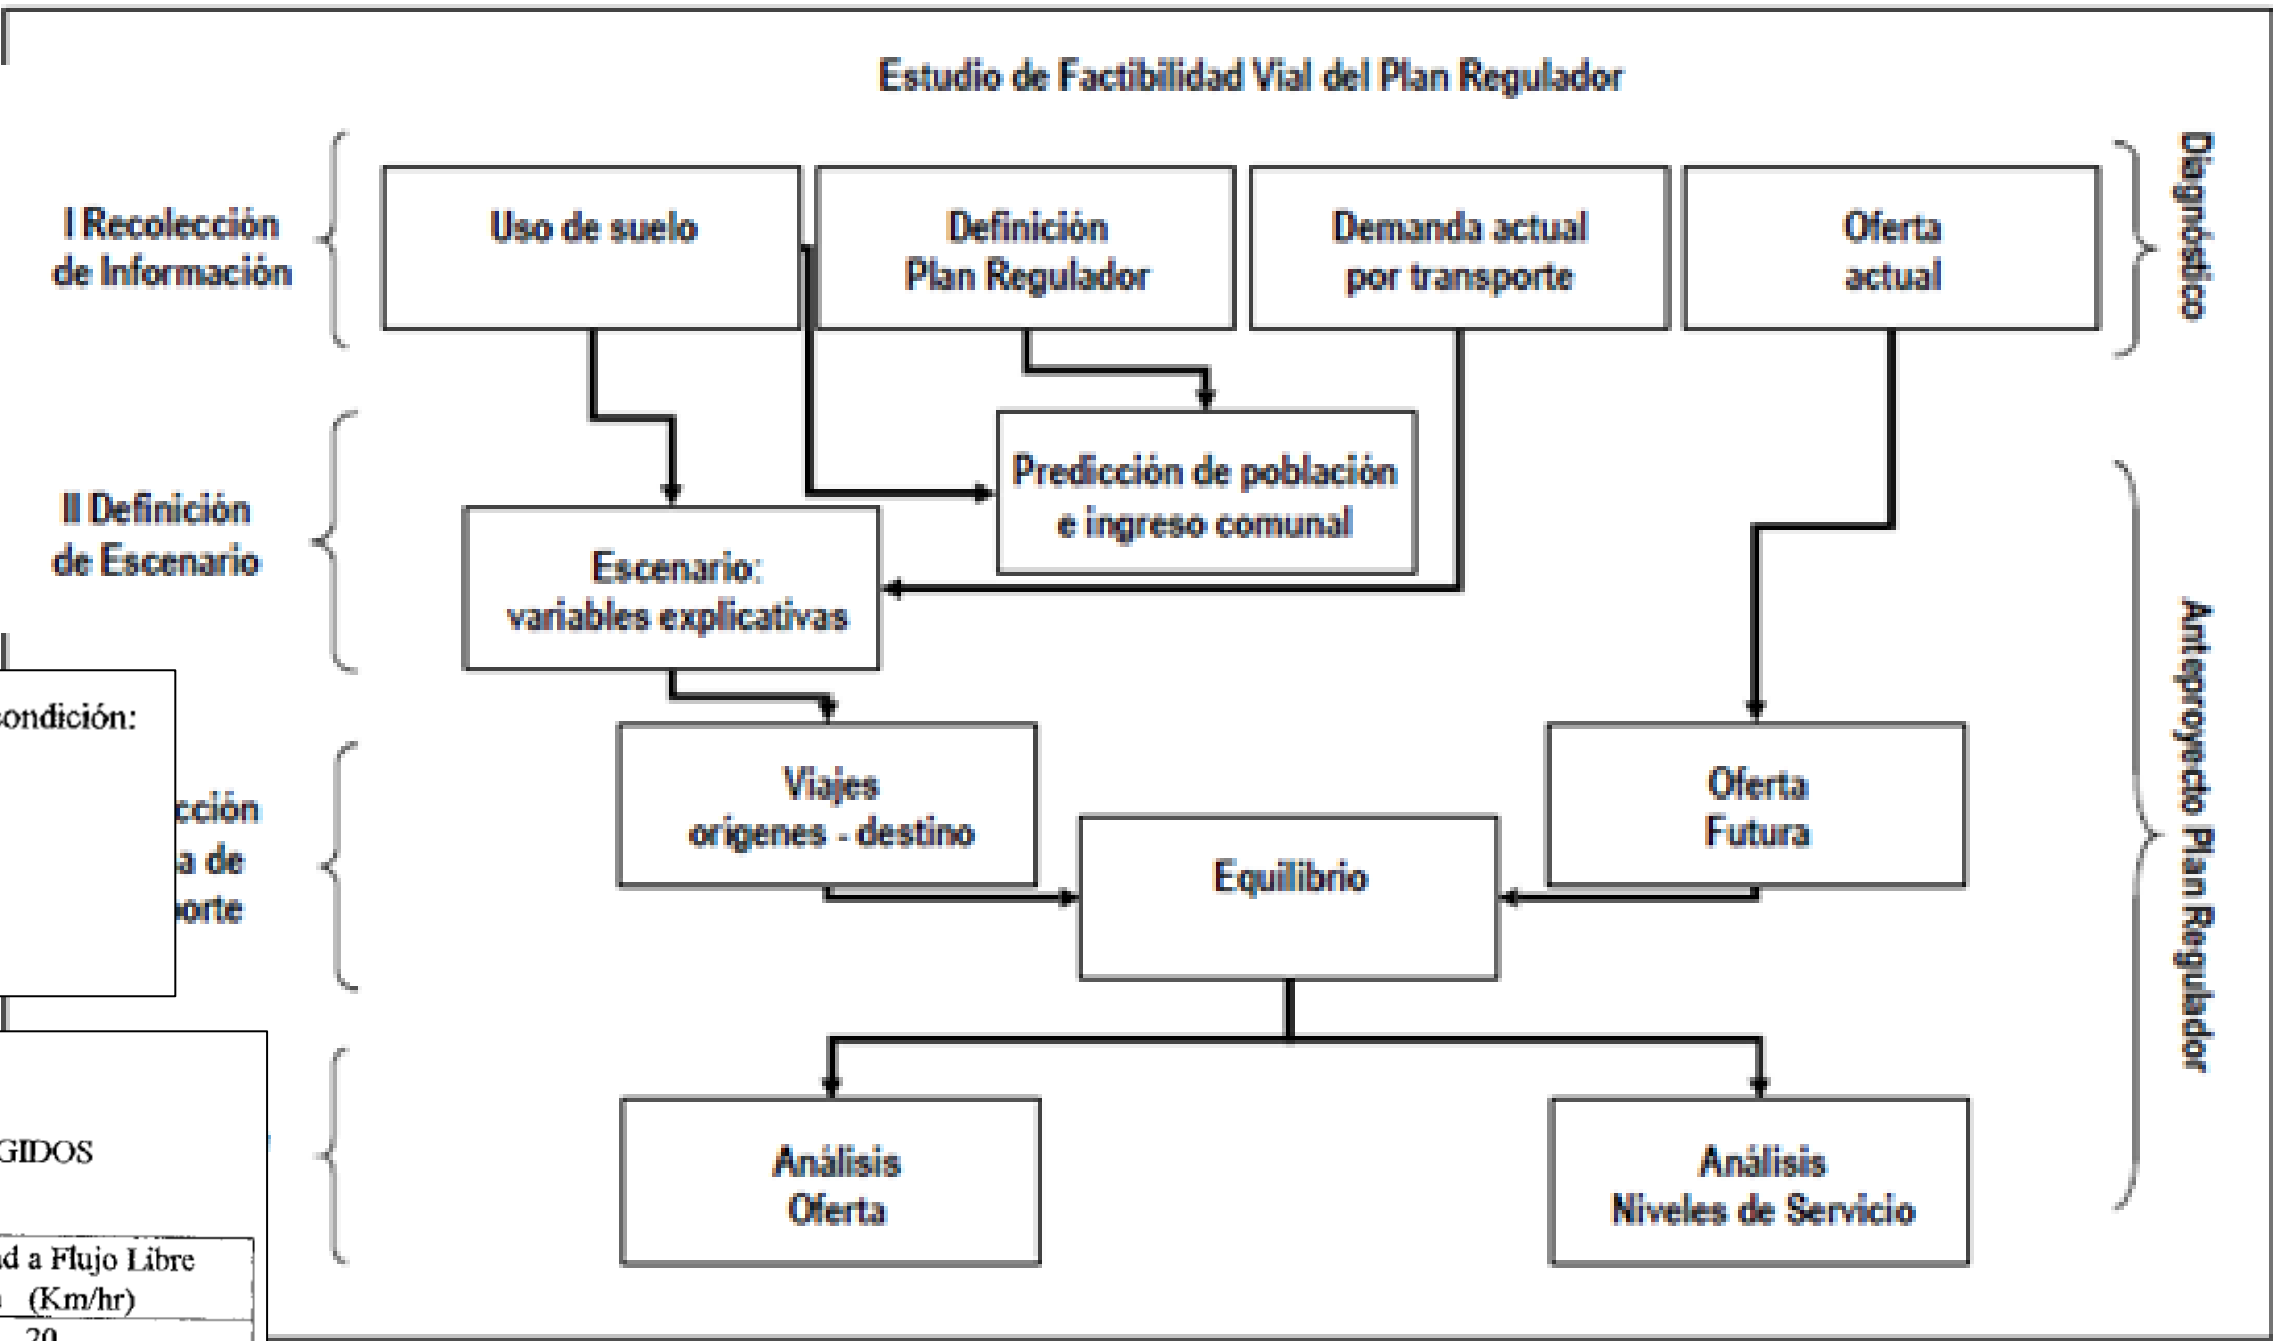 Estudio de Factibilidad Vial del Plan Regulador
I Recolección
de Información
Uso de suelo
Definición
Plan Regulador
Demanda actual
por transporte
Oferta
actual
Diagnóstico
II Definición
de Escenario
Predicción de población
e ingreso comunal
Escenario:
variables explicativas
Anteproyecto Plan Regulador
ondición:
cción
a de
orte
Viajes
orígenes - destino
Equilibrio
Oferta
Futura
GIDOS
Análisis
Oferta
Análisis
Niveles de Servicio
d a Flujo Libre
(Km/hr)
20